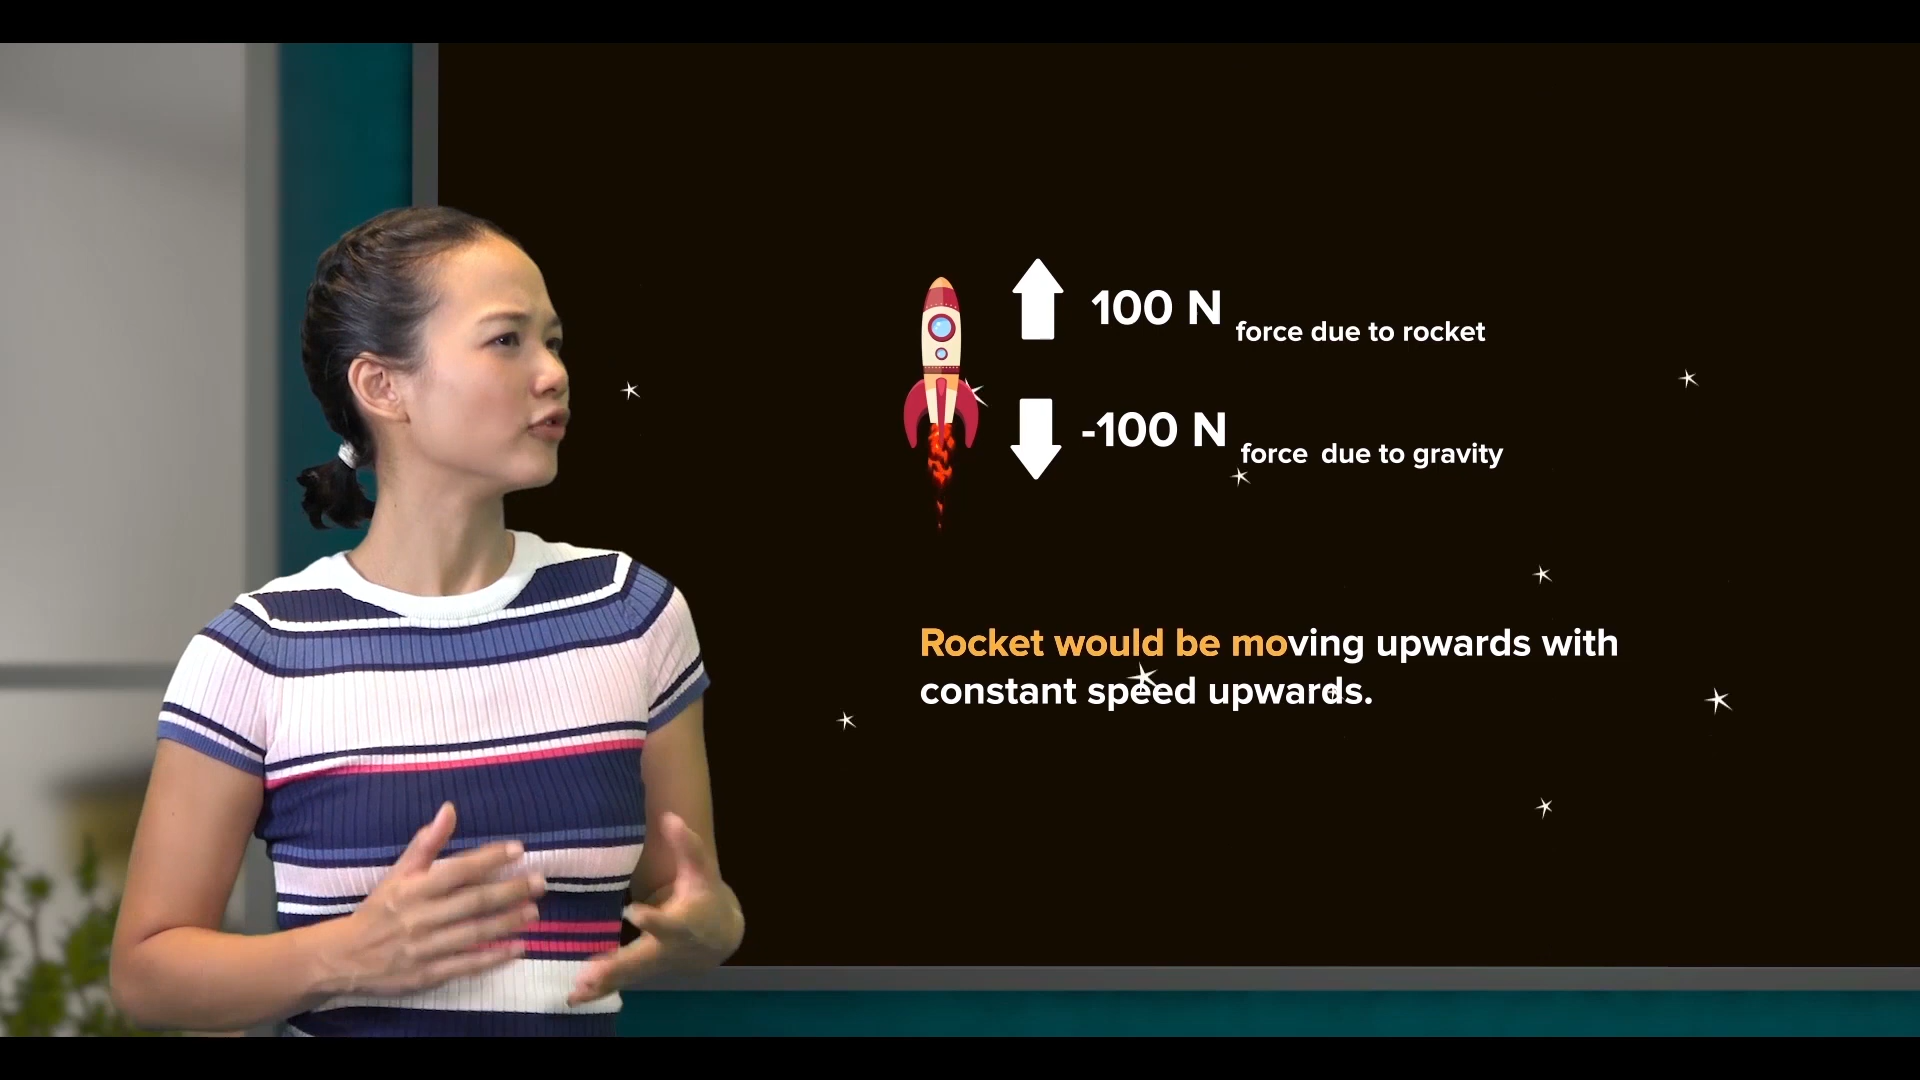 100 N force due to rocket
-100 N force due to gravity
Rocket would be moving upwards with
constant speed upwards.